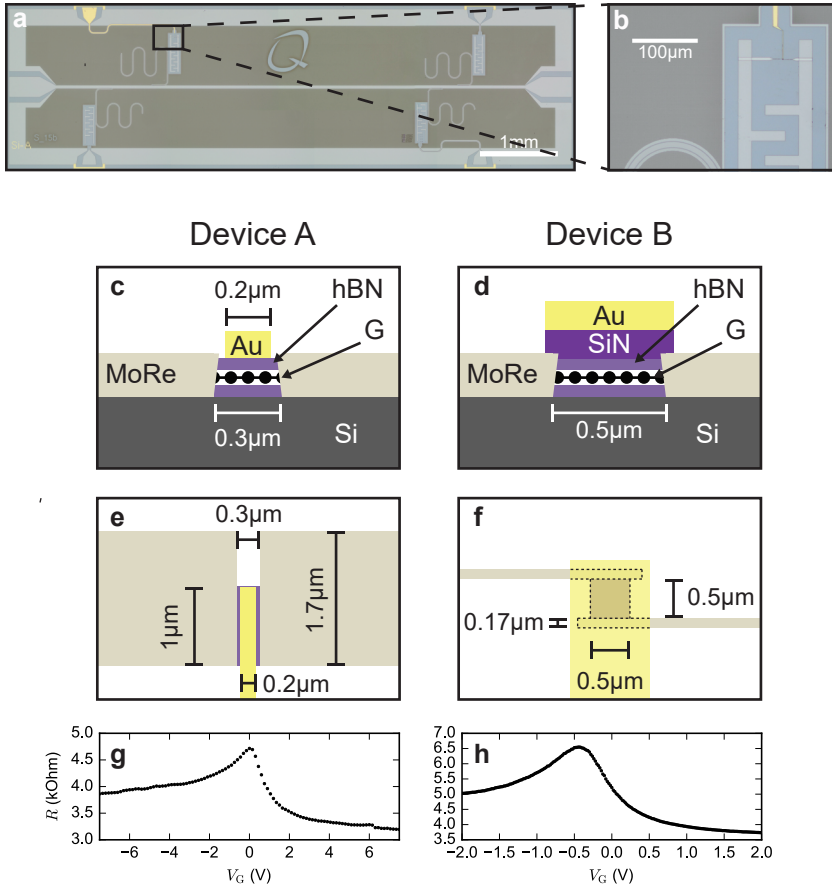 a
1mm
b
100µm
Device A
Device B
c
0.2µm
hBN
G
Au
MoRe
0.3µm
Si
d
hBN
G
Au
SiN
MoRe
0.5µm
Si
e
0.3µm
1µm
1.7µm
0.2µm
f
0.5µm
0.17µm
0.5µm
g
R (kOhm)
5.0
4.5
4.0
3.5
3.0
−6 −4 −2 0 2 4 6
V_G (V)
h
7.0
6.5
6.0
5.5
5.0
4.5
4.0
3.5
−2.0 −1.5 −1.0 −0.5 0.0 0.5 1.0 1.5 2.0
V_G (V)